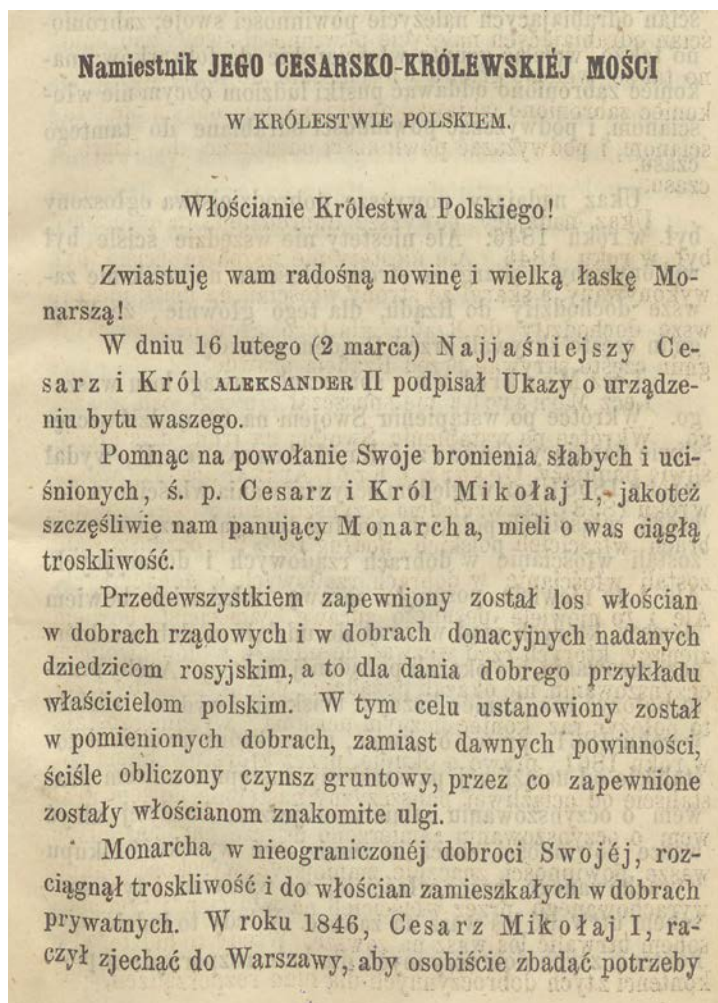 Namiestnik JEGO CESARSKO-KRÓLEWSKIÉJ MOŚCI
W KRÓLESTWIE POLSKIEM.
Włościanie Królestwa Polskiego!
Zwiastuję wam radośną nowinę i wielką łaskę Mo-
narszą!
W dniu 16 lutego (2 marca) Najjaśniejszy Ce-
sarz i Król ALEKSANDER II podpisał Ukazy o urządze-
niu bytu waszego.
Pomnąc na powołanie Swoje bronienia słabych i uci-
śnionych, ś. p. Cesarz i Król Mikołaj I, jakoteż
szczęśliwie nam panujący Monarcha, mieli o was ciągłą
troskliwość.
Przedewszystkiem zapewniony został los włościan
w dobrach rządowych i w dobrach donacyjnych nadanych
dziedzicom rosyjskim, a to dla dania dobrego przykładu
właścicielom polskim. W tym celu ustanowiony został
w pomienionych dobrach, zamiast dawnych powinności,
ściśle obliczony czynsz gruntowy, przez co zapewnione
zostały włościanom znakomite ulgi.
Monarcha w nieograniczonéj dobroci Swojéj, roz-
ciągnął troskliwość i do włościan zamieszkałych w dobrach
prywatnych. W roku 1846, Cesarz Mikołaj I, ra-
czył zjechać do Warszawy, aby osobiście zbadać potrzeby